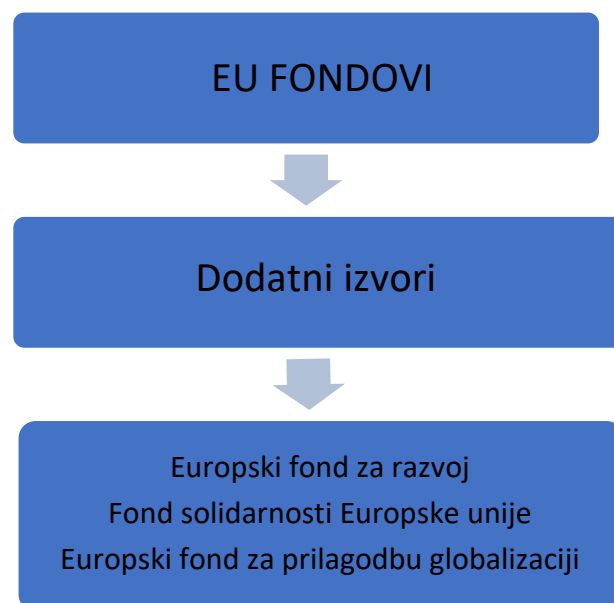 EU FONDOVI
Dodatni izvori
Europski fond za razvoj
Fond solidarnosti Europske unije
Europski fond za prilagodbu globalizaciji